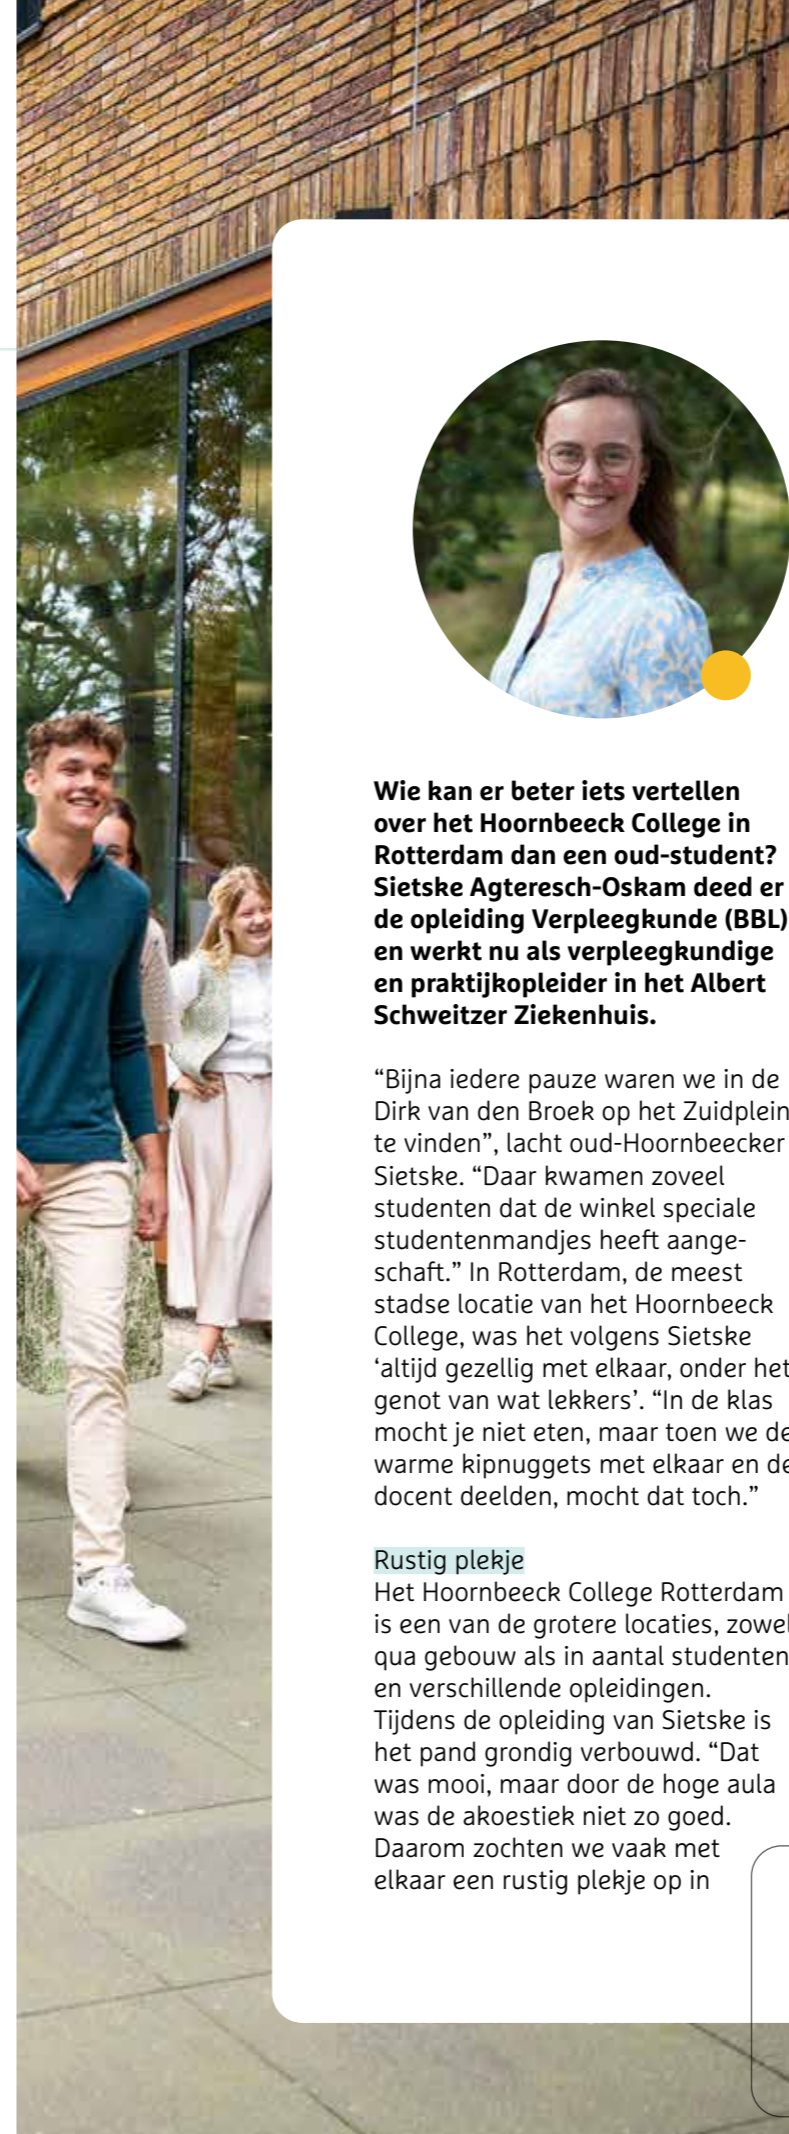 Wie kan er beter iets vertellen
over het Hoornbeeck College in
Rotterdam dan een oud-student?
Sietske Agteresch-Oskam deed er
de opleiding Verpleegkunde (BBL)
en werkt nu als verpleegkundige
en praktijkopleider in het Albert
Schweitzer Ziekenhuis.
“Bijna iedere pauze waren we in de
Dirk van den Broek op het Zuidplein
te vinden”, lacht oud-Hoornbeecker
Sietske. “Daar kwamen zoveel
studenten dat de winkel speciale
studentenmandjes heeft aange-
schaft.” In Rotterdam, de meest
stadse locatie van het Hoornbeeck
College, was het volgens Sietske
‘altijd gezellig met elkaar, onder het
genot van wat lekkers’. “In de klas
mocht je niet eten, maar toen we de
warme kipnuggets met elkaar en de
docent deelden, mocht dat toch.”
Rustig plekje
Het Hoornbeeck College Rotterdam
is een van de grotere locaties, zowel
qua gebouw als in aantal studenten
en verschillende opleidingen.
Tijdens de opleiding van Sietske is
het pand grondig verbouwd. “Dat
was mooi, maar door de hoge aula
was de akoestiek niet zo goed.
Daarom zochten we vaak met
elkaar een rustig plekje op in